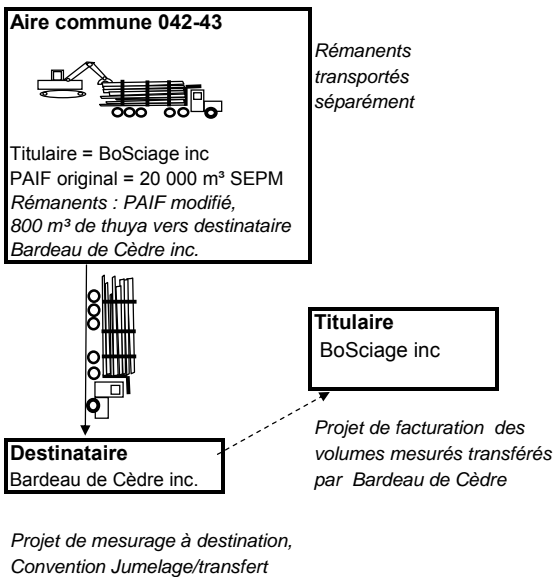 Aire commune 042-43
Rémanents
transportés
séparément
Titulaire = BoSciage inc
PAIF original = 20 000 m³ SEPM
Rémanents : PAIF modifié,
800 m³ de thuya vers destinataire
Bardeau de Cèdre inc.
Titulaire
BoSciage inc
Projet de facturation des
volumes mesurés transférés
par Bardeau de Cèdre
Destinataire
Bardeau de Cèdre inc.
Projet de mesurage à destination,
Convention Jumelage/transfert